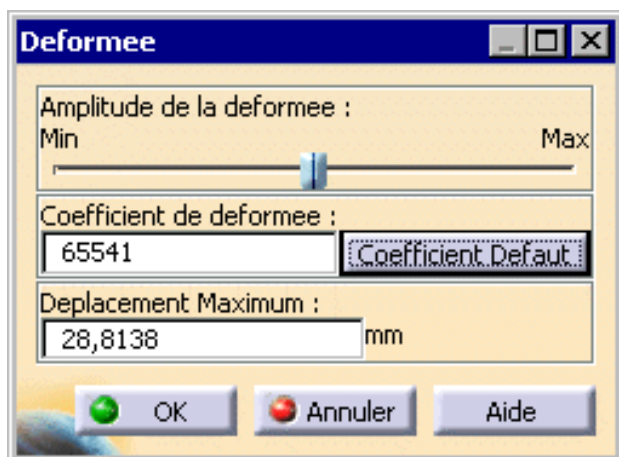 Deformee
Amplitude de la deformee :
Min Max
Coefficient de deformee :
65541 Coefficient Defaut
Deplacement Maximum :
28,8138 mm
OK Annuler Aide